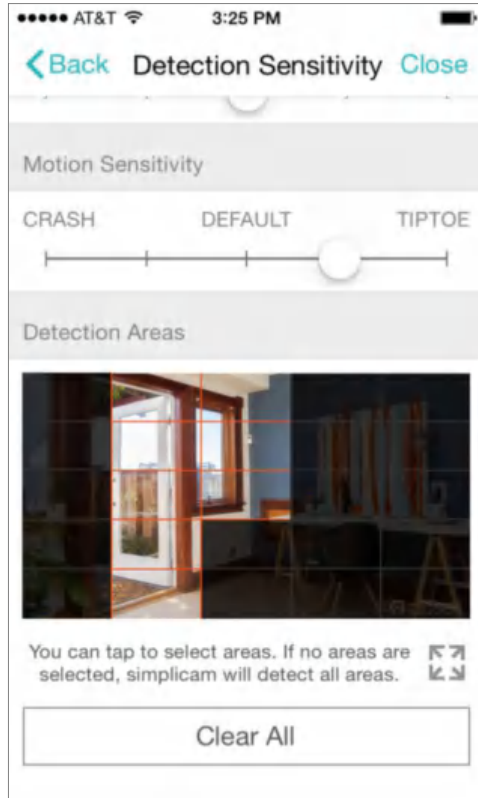 AT&T 3:25 PM
Back Detection Sensitivity Close
Motion Sensitivity
CRASH DEFAULT TIPTOE
Detection Areas
You can tap to select areas. If no areas are
selected, simplicam will detect all areas.
Clear All